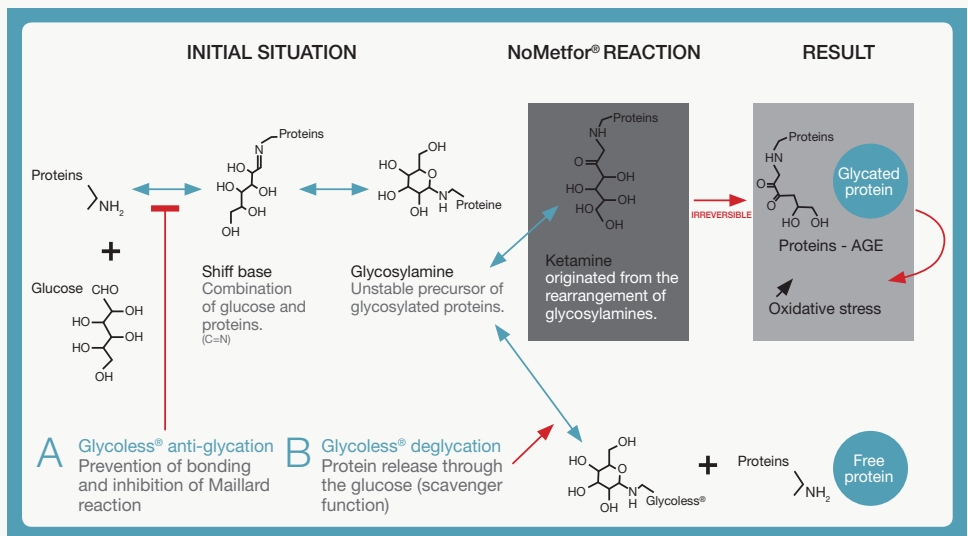 INITIAL SITUATION
NoMetfor® REACTION
RESULT
Proteins
NH2
+
Glucose
CHO
OH
HO
OH
HO
OH
Proteins
N
HO
HO
OH
OH
OH
Shiff base
Combination
of glucose and
proteins.
(C=N)
OH
HO
O
HO
N
H
OH
Proteine
Glycosylamine
Unstable precursor of
glycosylated proteins.
Proteins
NH
O
OH
HO
OH
HO
OH
Ketamine
originated from the
rearrangement of
glycosylamines.
IRREVERSIBLE
Proteins
HN
O
O
HO
OH
Glycated
protein
Proteins - AGE
Oxidative stress
A
Glycoless® anti-glycation
Prevention of bonding
and inhibition of Maillard
reaction
B
Glycoless® deglycation
Protein release through
the glucose (scavenger
function)
OH
HO
O
HO
N
H
OH
Glycoless®
+
Proteins
NH2
Free
protein